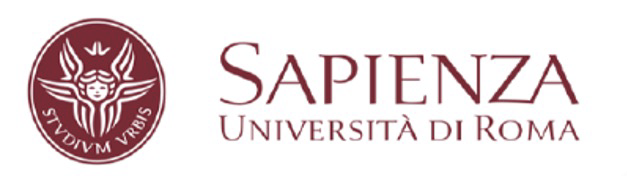 STVDIVM VRBIS
SAPIENZA
UNIVERSITÀ DI ROMA